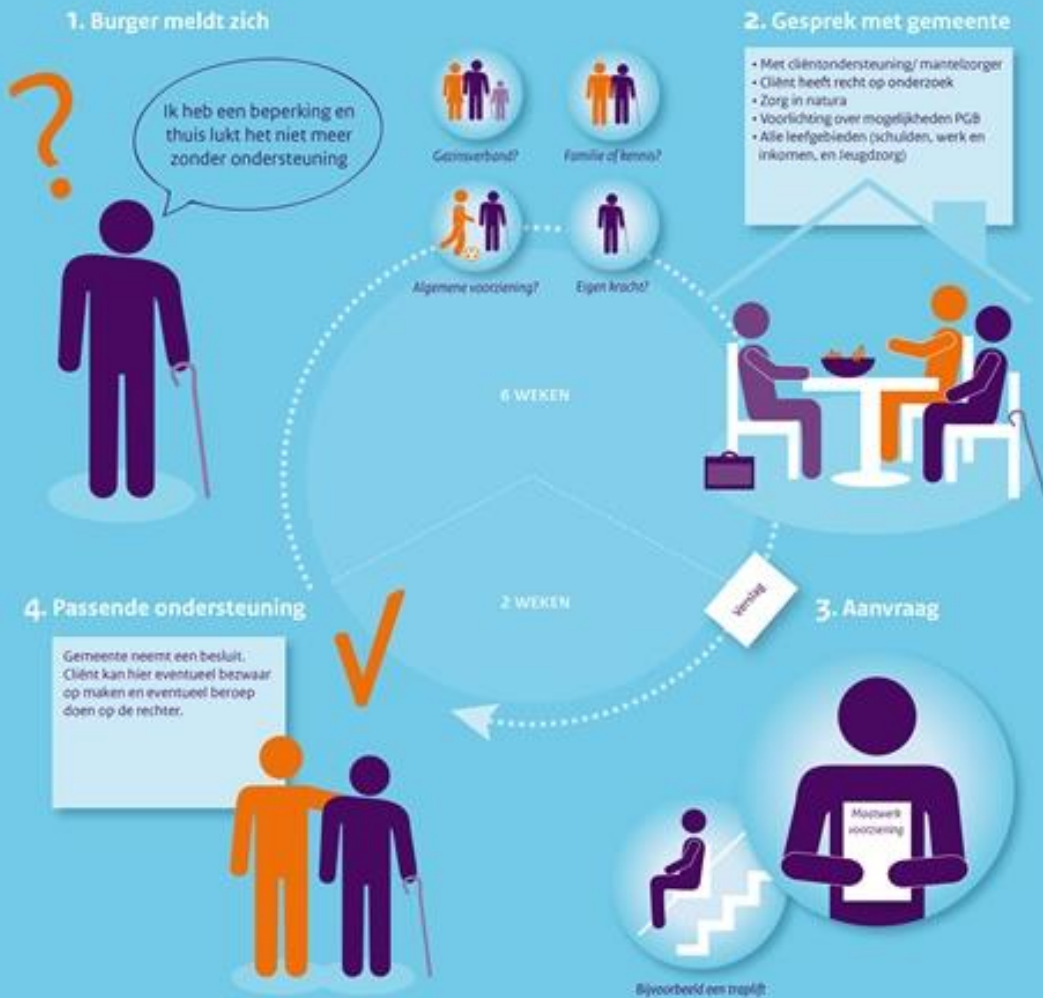 1. Burger meldt zich
Ik heb een beperking en
thuis lukt het niet meer
zonder ondersteuning
Gezinsverband?
Familie of kennis?
Algemene voorziening?
Eigen kracht?
2. Gesprek met gemeente
• Met cliëntondersteuning/ mantelzorger
• Cliënt heeft recht op onderzoek
• Zorg in natura
• Voorlichting over mogelijkheden PGB
• Alle leefgebieden (schulden, werk en
inkomen, en Jeugdzorg)
6 WEKEN
2 WEKEN
Verslag
3. Aanvraag
Maatwerk
voorziening
Bijvoorbeeld een traplift
4. Passende ondersteuning
Gemeente neemt een besluit.
Cliënt kan hier eventueel bezwaar
op maken en eventueel beroep
doen op de rechter.